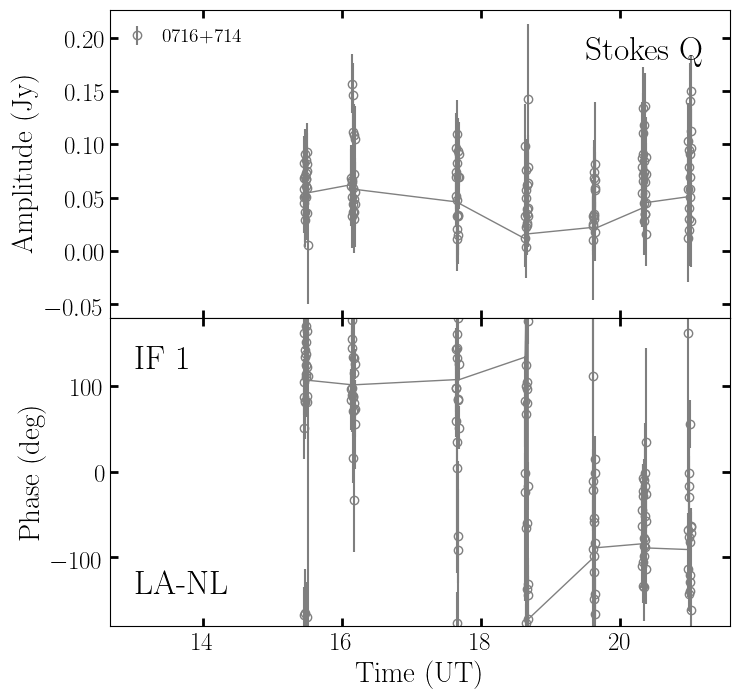 0716+714
Stokes Q
Amplitude (Jy)
0.20
0.15
0.10
0.05
0.00
−0.05
IF 1
LA-NL
Phase (deg)
100
0
−100
14 16 18 20
Time (UT)